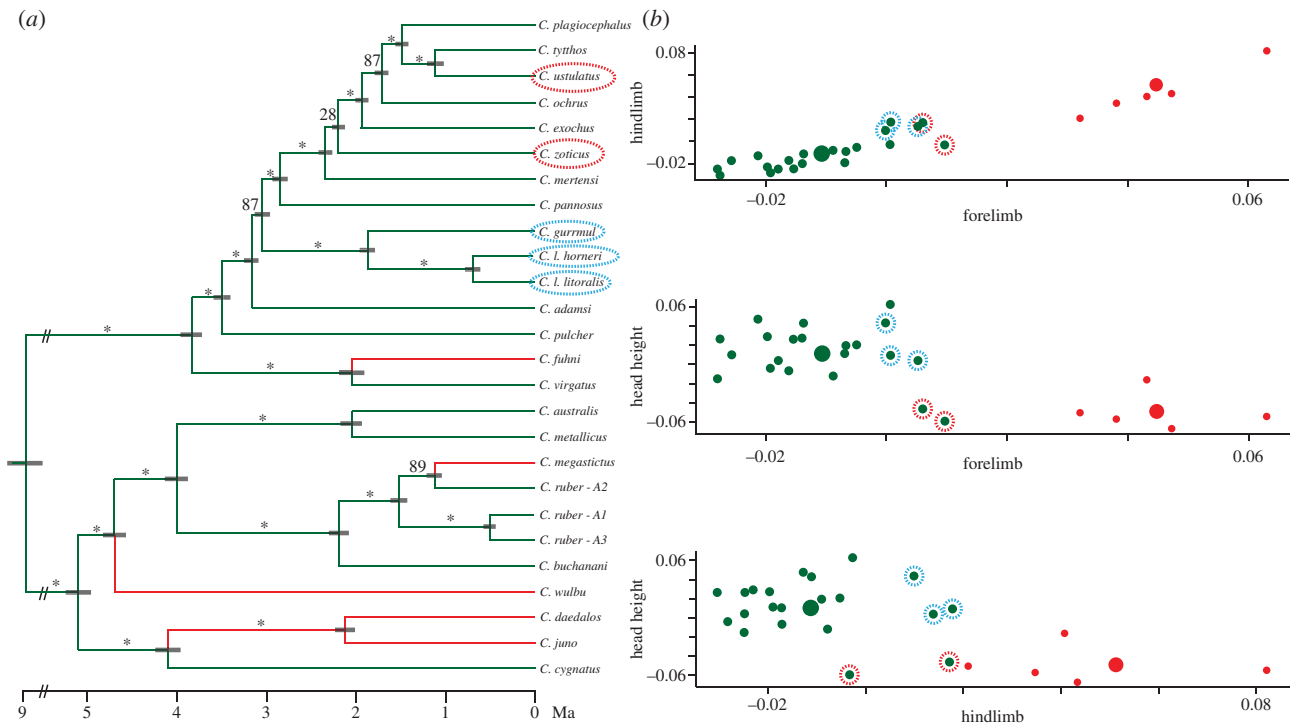 (a)
C. plagiocephalus
*
C. tytthos
87
*
C. ustulatus
*
C. ochrus
28
C. exochus
*
C. zoticus
*
C. mertensi
87
C. pannosus
*
C. gurrmul
*
C. l. horneri
*
*
C. l. litoralis
*
C. adamsi
*
C. pulcher
//
C. fuhni
*
C. virgatus
*
C. australis
C. metallicus
*
89
C. megastictus
*
C. ruber - A2
*
C. ruber - A1
*
C. ruber - A3
*
C. buchanani
*
//
C. wulbu
*
C. daedalos
*
C. juno
C. cygnatus
//
9 5 4 3 2 1 0 Ma
(b)
0.08
hindlimb
−0.02
−0.02 0.06
forelimb
0.06
head height
−0.06
−0.02 0.06
forelimb
0.06
head height
−0.06
−0.02 0.08
hindlimb